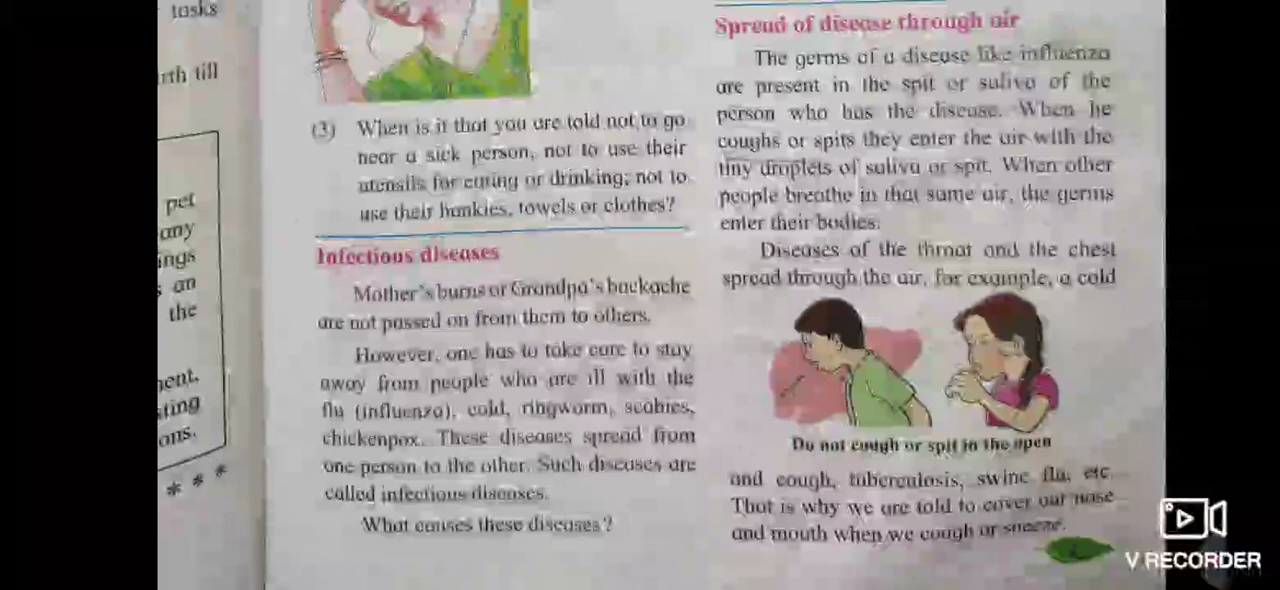 tasks
rth till
pet
any
ings
s an
the
nent.
sting
ons.
* * *
(3) When is it that you are told not to go
near a sick person, not to use their
utensils for eating or drinking; not to
use their hankies, towels or clothes?
Infectious diseases
Mother's burns or Grandpa's backache
are not passed on from them to others.
However, one has to take care to stay
away from people who are ill with the
flu (influenza), cold, ringworm, scabies,
chickenpox. These diseases spread from
one person to the other. Such diseases are
called infectious diseases.
What causes these diseases?
Spread of disease through air
The germs of a disease like influenza
are present in the spit or saliva of the
person who has the disease. When he
coughs or spits they enter the air with the
tiny droplets of saliva or spit. When other
people breathe in that same air, the germs
enter their bodies.
Diseases of the throat and the chest
spread through the air, for example, a cold
Do not cough or spit in the open
and cough, tuberculosis, swine flu, etc.
That is why we are told to cover our nose
and mouth when we cough or sneeze.
V RECORDER